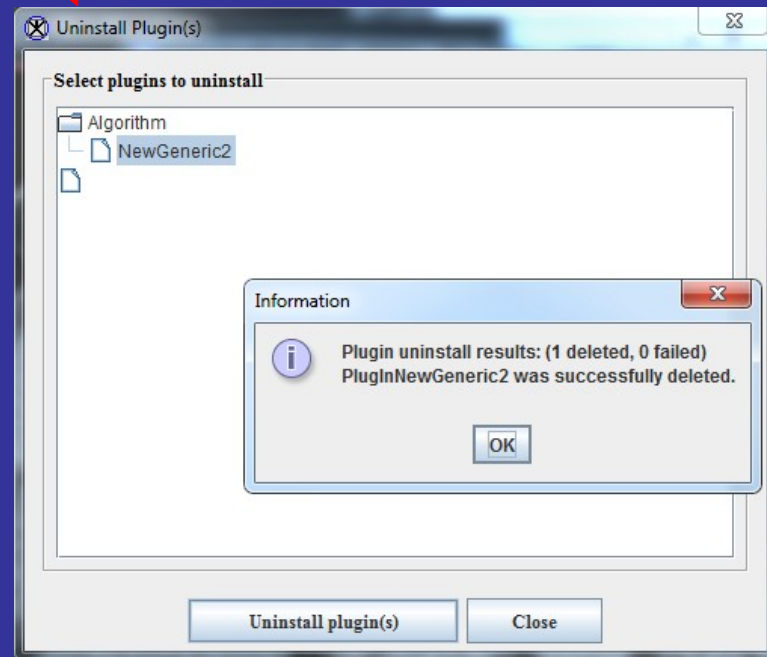 Uninstall Plugin(s)
Select plugins to uninstall
Algorithm
NewGeneric2
Information
Plugin uninstall results: (1 deleted, 0 failed)
PlugInNewGeneric2 was successfully deleted.
OK
Uninstall plugin(s)
Close